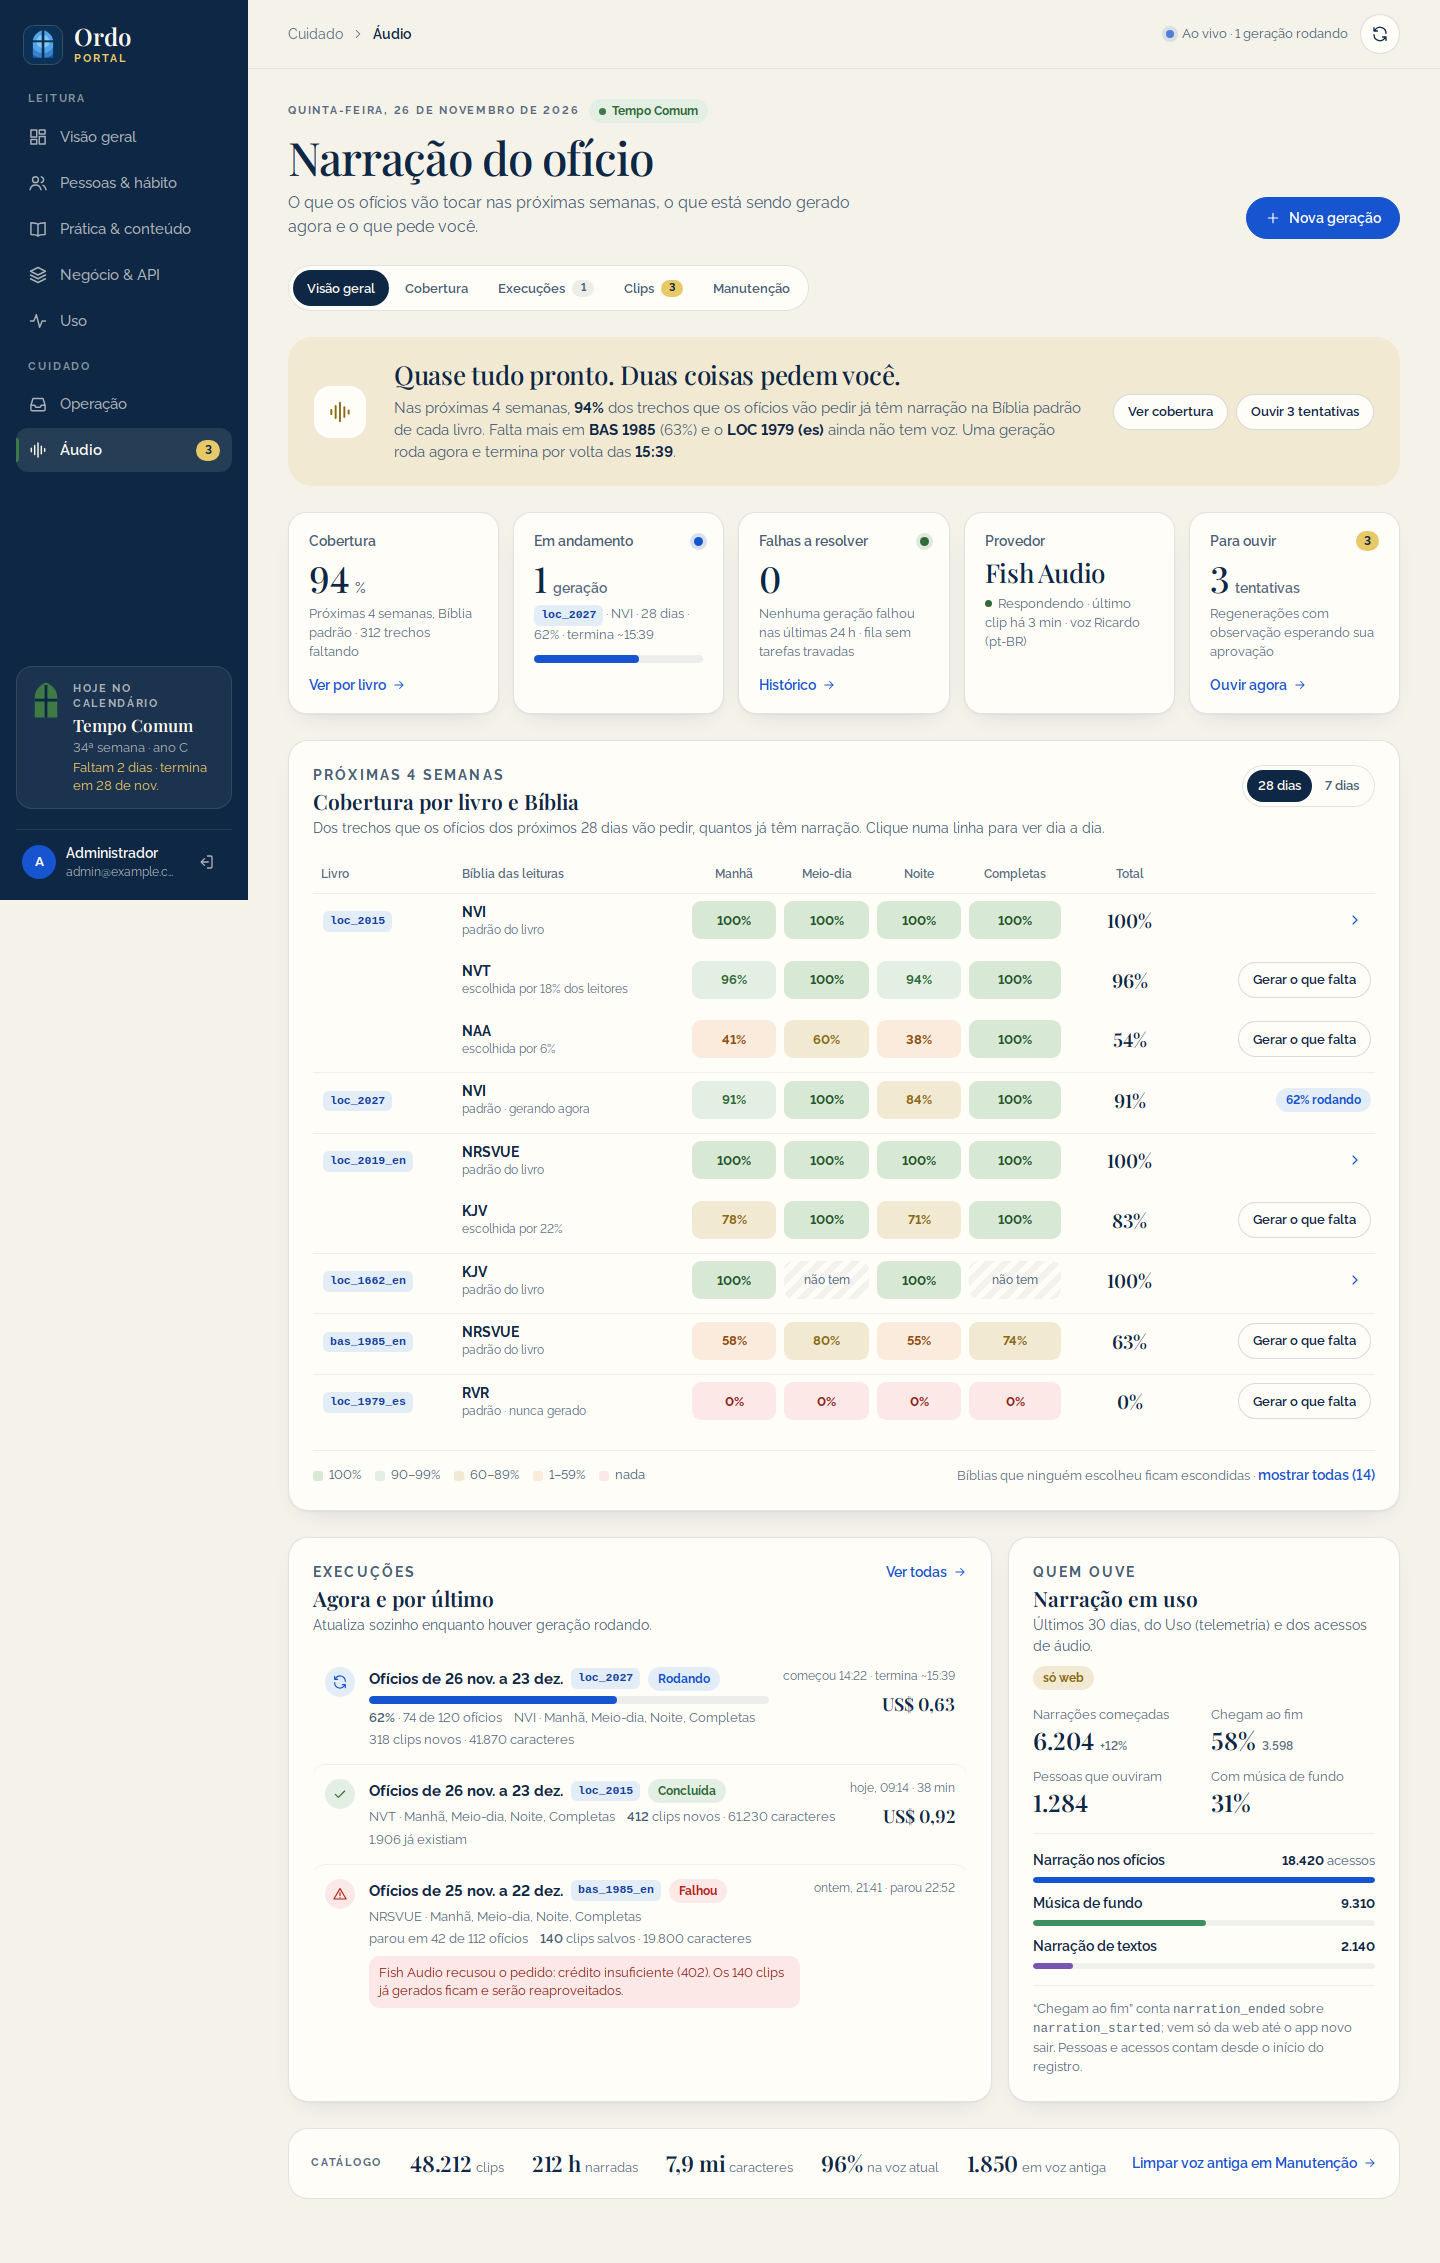 Ordo
PORTAL
LEITURA
Visão geral
Pessoas & hábito
Prática & conteúdo
Negócio & API
Uso
CUIDADO
Operação
Áudio 3
HOJE NO
CALENDÁRIO
Tempo Comum
34ª semana · ano C
Faltam 2 dias · termina
em 28 de nov.
A
Administrador
admin@example.c…
Cuidado > Áudio
Ao vivo · 1 geração rodando
QUINTA-FEIRA, 26 DE NOVEMBRO DE 2026 Tempo Comum
Narração do ofício
O que os ofícios vão tocar nas próximas semanas, o que está sendo gerado
agora e o que pede você.
+ Nova geração
Visão geral Cobertura Execuções 1 Clips 3 Manutenção
Quase tudo pronto. Duas coisas pedem você.
Nas próximas 4 semanas, 94% dos trechos que os ofícios vão pedir já têm narração na Bíblia padrão
de cada livro. Falta mais em BAS 1985 (63%) e o LOC 1979 (es) ainda não tem voz. Uma geração
roda agora e termina por volta das 15:39.
Ver cobertura Ouvir 3 tentativas
Cobertura
94 %
Próximas 4 semanas, Bíblia
padrão · 312 trechos
faltando
Ver por livro →
Em andamento
1 geração
loc_2027 · NVI · 28 dias ·
62% · termina ~15:39
Falhas a resolver
0
Nenhuma geração falhou
nas últimas 24 h · fila sem
tarefas travadas
Histórico →
Provedor
Fish Audio
Respondendo · último
clip há 3 min · voz Ricardo
(pt-BR)
Para ouvir 3
3 tentativas
Regenerações com
observação esperando sua
aprovação
Ouvir agora →
PRÓXIMAS 4 SEMANAS
Cobertura por livro e Bíblia
Dos trechos que os ofícios dos próximos 28 dias vão pedir, quantos já têm narração. Clique numa linha para ver dia a dia.
28 dias 7 dias
Livro Bíblia das leituras Manhã Meio-dia Noite Completas Total
loc_2015 NVI 100% 100% 100% 100% 100%
padrão do livro
NVT 96% 100% 94% 100% 96% Gerar o que falta
escolhida por 18% dos leitores
NAA 41% 60% 38% 100% 54% Gerar o que falta
escolhida por 6%
loc_2027 NVI 91% 100% 84% 100% 91% 62% rodando
padrão · gerando agora
loc_2019_en NRSVUE 100% 100% 100% 100% 100%
padrão do livro
KJV 78% 100% 71% 100% 83% Gerar o que falta
escolhida por 22%
loc_1662_en KJV 100% não tem 100% não tem 100%
padrão do livro
bas_1985_en NRSVUE 58% 80% 55% 74% 63% Gerar o que falta
padrão do livro
loc_1979_es RVR 0% 0% 0% 0% 0% Gerar o que falta
padrão · nunca gerado
100% 90–99% 60–89% 1–59% nada
Bíblias que ninguém escolheu ficam escondidas · mostrar todas (14)
EXECUÇÕES
Ver todas →
Agora e por último
Atualiza sozinho enquanto houver geração rodando.
Ofícios de 26 nov. a 23 dez. loc_2027 Rodando
começou 14:22 · termina ~15:39
US$ 0,63
62% · 74 de 120 ofícios NVI · Manhã, Meio-dia, Noite, Completas
318 clips novos · 41.870 caracteres
Ofícios de 26 nov. a 23 dez. loc_2015 Concluída
hoje, 09:14 · 38 min
US$ 0,92
NVT · Manhã, Meio-dia, Noite, Completas 412 clips novos · 61.230 caracteres
1.906 já existiam
Ofícios de 25 nov. a 22 dez. bas_1985_en Falhou
ontem, 21:41 · parou 22:52
NRSVUE · Manhã, Meio-dia, Noite, Completas
parou em 42 de 112 ofícios 140 clips salvos · 19.800 caracteres
Fish Audio recusou o pedido: crédito insuficiente (402). Os 140 clips
já gerados ficam e serão reaproveitados.
QUEM OUVE
Narração em uso
Últimos 30 dias, do Uso (telemetria) e dos acessos
de áudio.
só web
Narrações começadas
6.204 +12%
Chegam ao fim
58% 3.598
Pessoas que ouviram
1.284
Com música de fundo
31%
Narração nos ofícios 18.420 acessos
Música de fundo 9.310
Narração de textos 2.140
“Chegam ao fim” conta narration_ended sobre
narration_started; vem só da web até o app novo
sair. Pessoas e acessos contam desde o início do
registro.
CATÁLOGO 48.212 clips 212 h narradas 7,9 mi caracteres 96% na voz atual 1.850 em voz antiga Limpar voz antiga em Manutenção →